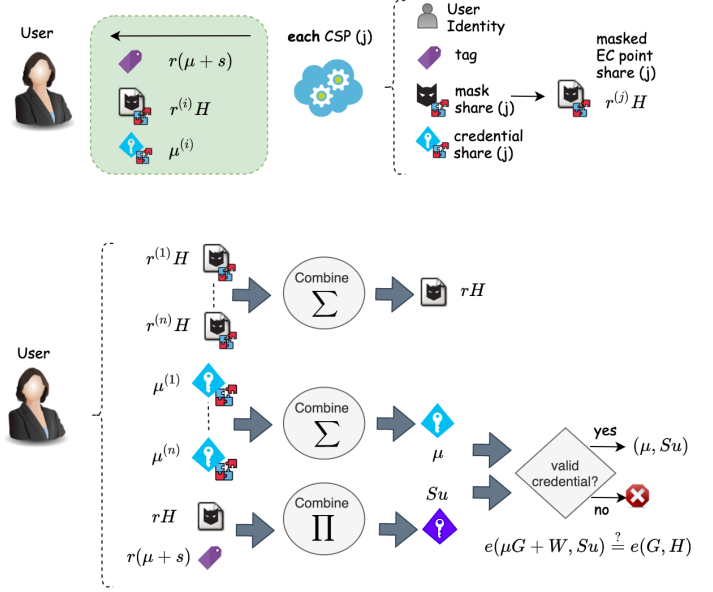 User
each CSP (j)
User
Identity
tag
mask
share (j)
credential
share (j)
masked
EC point
share (j)
r^{(j)}H
r(μ + s)
r^{(i)}H
μ^{(i)}
User
r^{(1)}H
Combine
∑
rH
r^{(n)}H
μ^{(1)}
Combine
∑
μ
μ^{(n)}
rH
r(μ + s)
Combine
∏
Su
valid
credential?
yes
(μ, Su)
no
e(μG + W, Su) ≟ e(G, H)